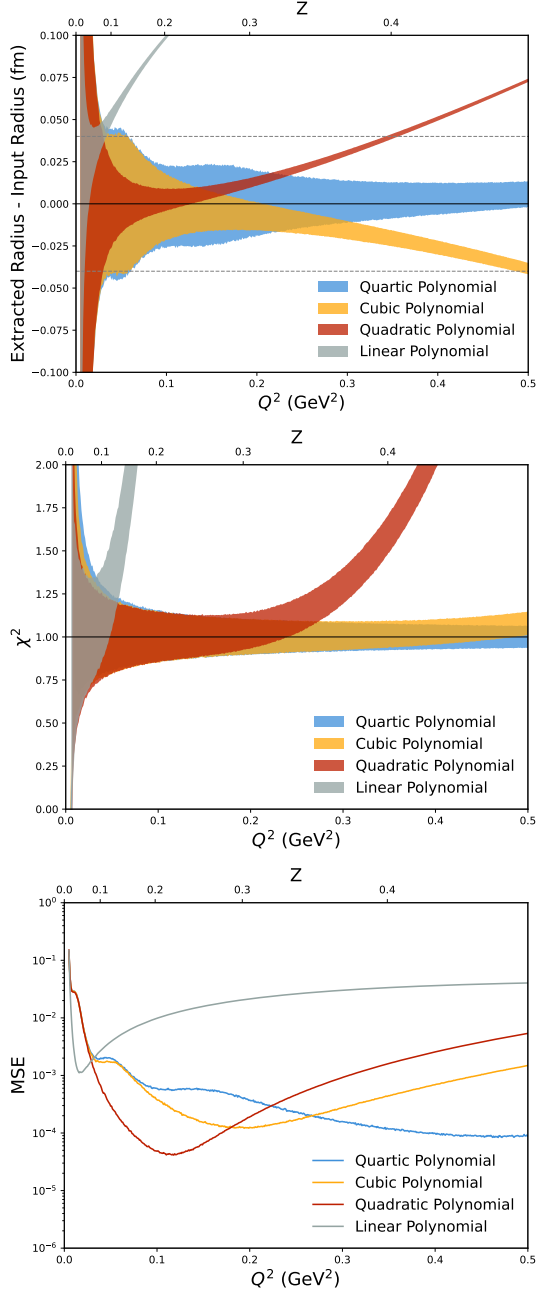 Z
0.0 0.1 0.2 0.3 0.4
0.100
0.075
0.050
0.025
0.000
−0.025
−0.050
−0.075
−0.100
Extracted Radius - Input Radius (fm)
Quartic Polynomial
Cubic Polynomial
Quadratic Polynomial
Linear Polynomial
0.0 0.1 0.2 0.3 0.4 0.5
Q² (GeV²)
Z
0.0 0.1 0.2 0.3 0.4
2.00
1.75
1.50
1.25
1.00
0.75
0.50
0.25
0.00
χ²
Quartic Polynomial
Cubic Polynomial
Quadratic Polynomial
Linear Polynomial
0.0 0.1 0.2 0.3 0.4 0.5
Q² (GeV²)
Z
0.0 0.1 0.2 0.3 0.4
10⁰
10⁻¹
10⁻²
10⁻³
10⁻⁴
10⁻⁵
10⁻⁶
MSE
Quartic Polynomial
Cubic Polynomial
Quadratic Polynomial
Linear Polynomial
0.0 0.1 0.2 0.3 0.4 0.5
Q² (GeV²)